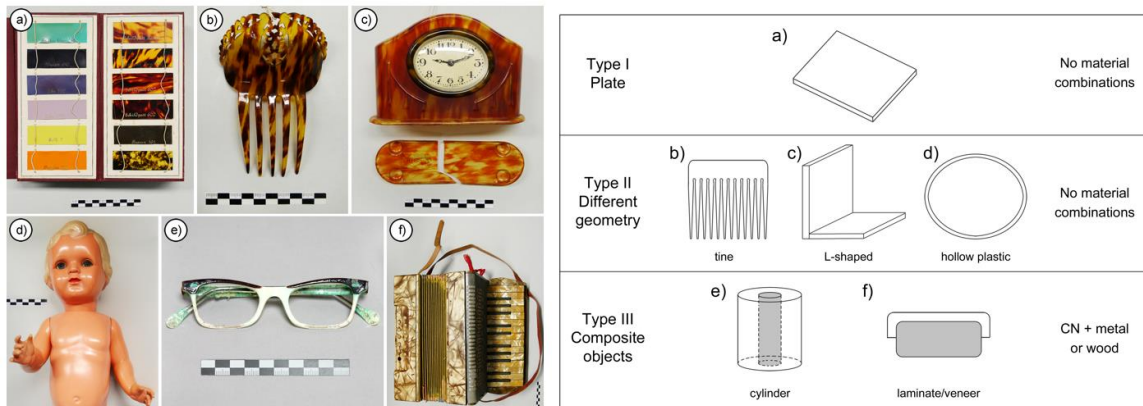 a)
b)
c)
d)
e)
f)
Type I
Plate
a)
No material
combinations
Type II
Different
geometry
b)
tine
c)
L-shaped
d)
hollow plastic
No material
combinations
Type III
Composite
objects
e)
cylinder
f)
laminate/veneer
CN + metal
or wood